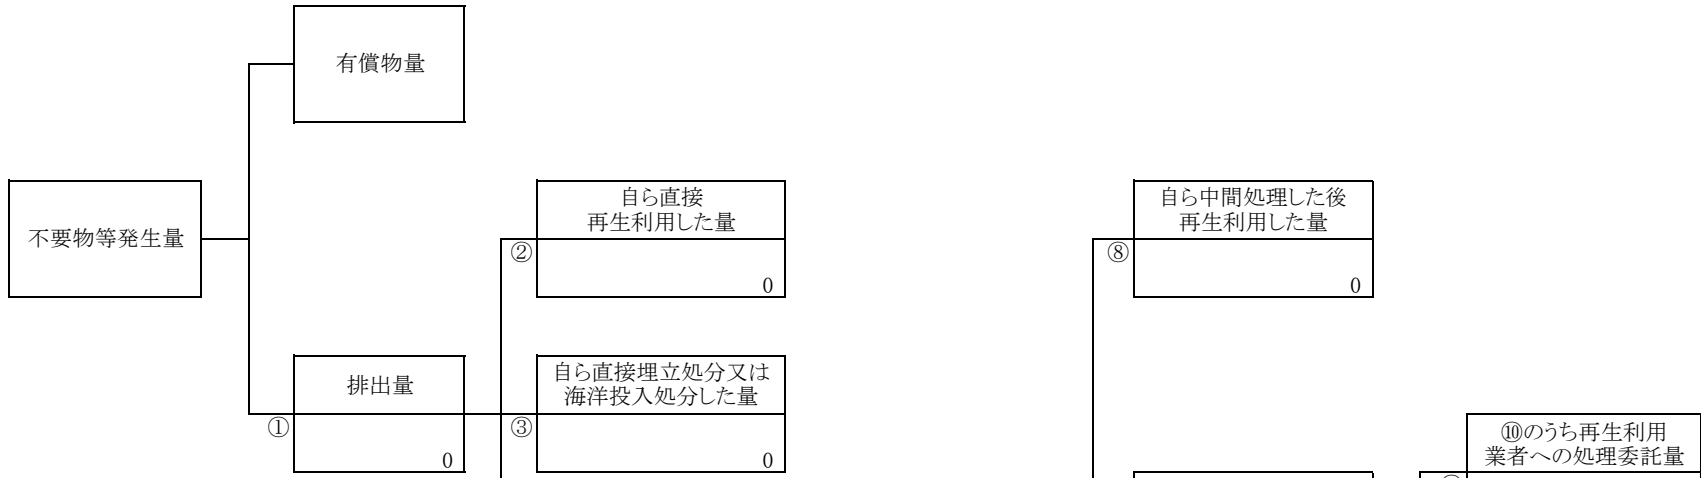 有償物量
不要物等発生量
自ら直接
再生利用した量
②
0
自ら中間処理した後
再生利用した量
⑧
0
排出量
①
0
自ら直接埋立処分又は
海洋投入処分した量
③
0
⑩のうち再生利用
業者への処理委託量